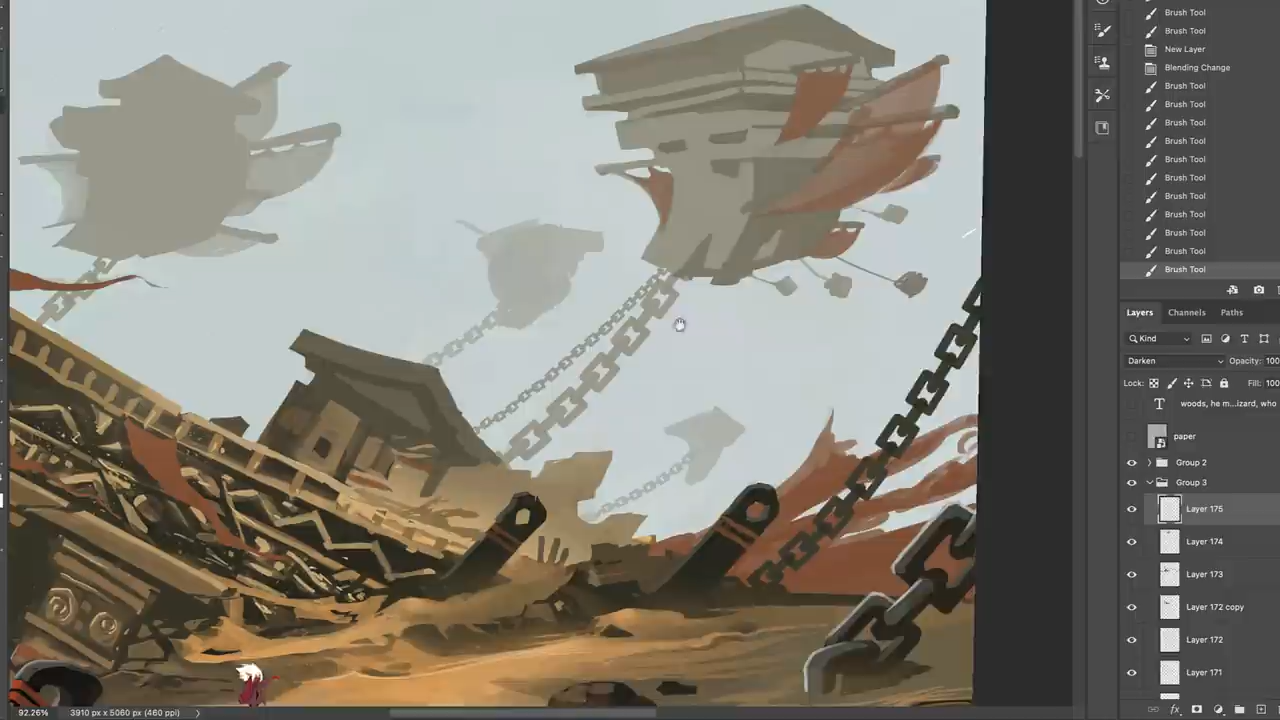 Brush Tool
Brush Tool
New Layer
Blending Change
Brush Tool
Brush Tool
Brush Tool
Brush Tool
Brush Tool
Brush Tool
Brush Tool
Brush Tool
Brush Tool
Brush Tool
Brush Tool
Layers Channels Paths
Kind
Darken Opacity: 100
Lock: Fill: 100
T woods, he m...izard, who
paper
Group 2
Group 3
Layer 175
Layer 174
Layer 173
Layer 172 copy
Layer 172
Layer 171
fx
92.26% 3910 px x 5060 px (460 ppi)